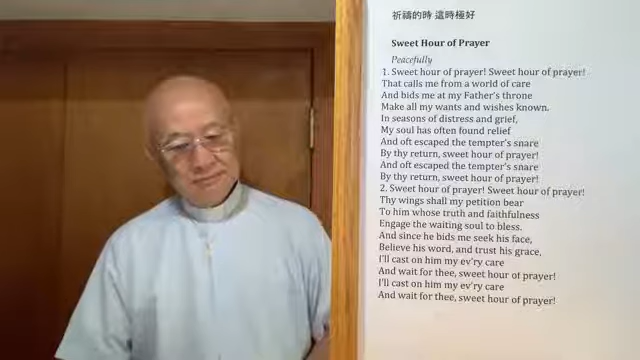 祈禱的時 這時極好
Sweet Hour of Prayer
Peacefully
1. Sweet hour of prayer! Sweet hour of prayer!
That calls me from a world of care
And bids me at my Father's throne
Make all my wants and wishes known.
In seasons of distress and grief,
My soul has often found relief
And oft escaped the tempter's snare
By thy return, sweet hour of prayer!
And oft escaped the tempter's snare
By thy return, sweet hour of prayer!
2. Sweet hour of prayer! Sweet hour of prayer!
Thy wings shall my petition bear
To him whose truth and faithfulness
Engage the waiting soul to bless.
And since he bids me seek his face,
Believe his word, and trust his grace,
I'll cast on him my ev'ry care
And wait for thee, sweet hour of prayer!
I'll cast on him my ev'ry care
And wait for thee, sweet hour of prayer!